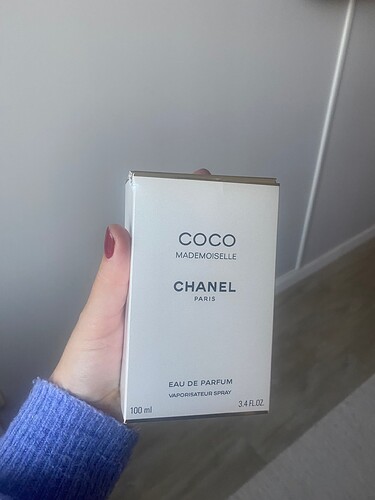 COCO
MADEMOISELLE
CHANEL
PARIS
EAU DE PARFUM
VAPORISATEUR SPRAY
100 ml 3.4 FL.OZ.